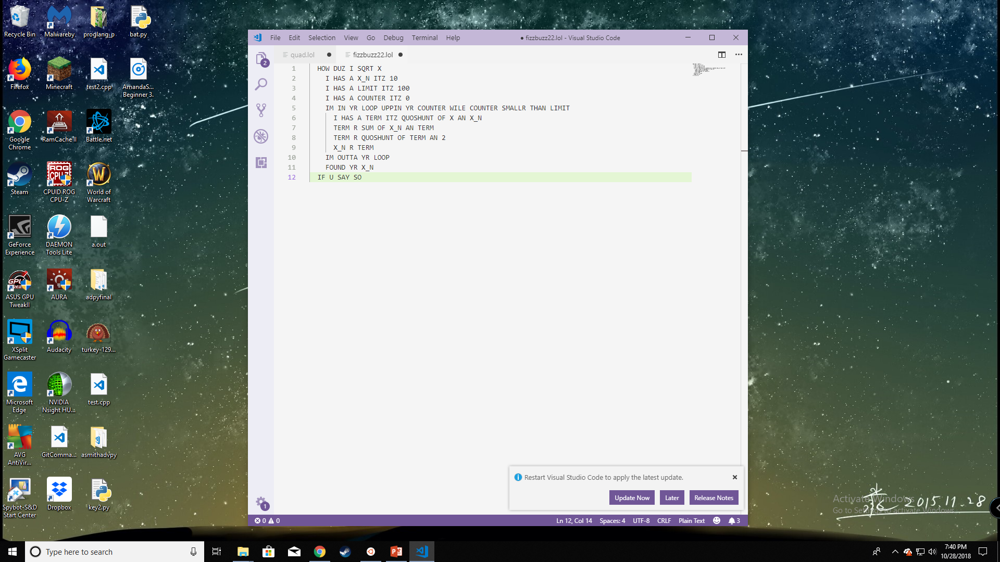 Recycle Bin
Malwareby
proglang_p
bat.py
Firefox
Minecraft
test2.cpp
AmandaS...
Beginner 3.
Google
Chrome
RamCache II
Battle.net
Steam
CPUID ROG
CPU-Z
World of
Warcraft
GeForce
Experience
DAEMON
Tools Lite
a.out
ASUS GPU
TweakII
AURA
adpyfinal
XSplit
Gamecaster
Audacity
turkey-129...
Microsoft
Edge
NVIDIA
Nsight HU...
test.cpp
AVG
AntiVir...
GitComma...
asmithadvpy
Spybot-S&D
Start Center
Dropbox
key2.py
File Edit Selection View Go Debug Terminal Help
● fizzbuzz22.lol - Visual Studio Code
quad.lol ● fizzbuzz22.lol ●
2
1 HOW DUZ I SQRT X
2 I HAS A X_N ITZ 10
3 I HAS A LIMIT ITZ 100
4 I HAS A COUNTER ITZ 0
5 IM IN YR LOOP UPPIN YR COUNTER WILE COUNTER SMALLR THAN LIMIT
6 I HAS A TERM ITZ QUOSHUNT OF X AN X_N
7 TERM R SUM OF X_N AN TERM
8 TERM R QUOSHUNT OF TERM AN 2
9 X_N R TERM
10 IM OUTTA YR LOOP
11 FOUND YR X_N
12 IF U SAY SO
Restart Visual Studio Code to apply the latest update.
Update Now Later Release Notes
1
0 0 Ln 12, Col 14 Spaces: 4 UTF-8 CRLF Plain Text 3
Activate Windows
Go to Settings to activate Windows.
2015.11.28
Type here to search
7:40 PM
10/28/2018